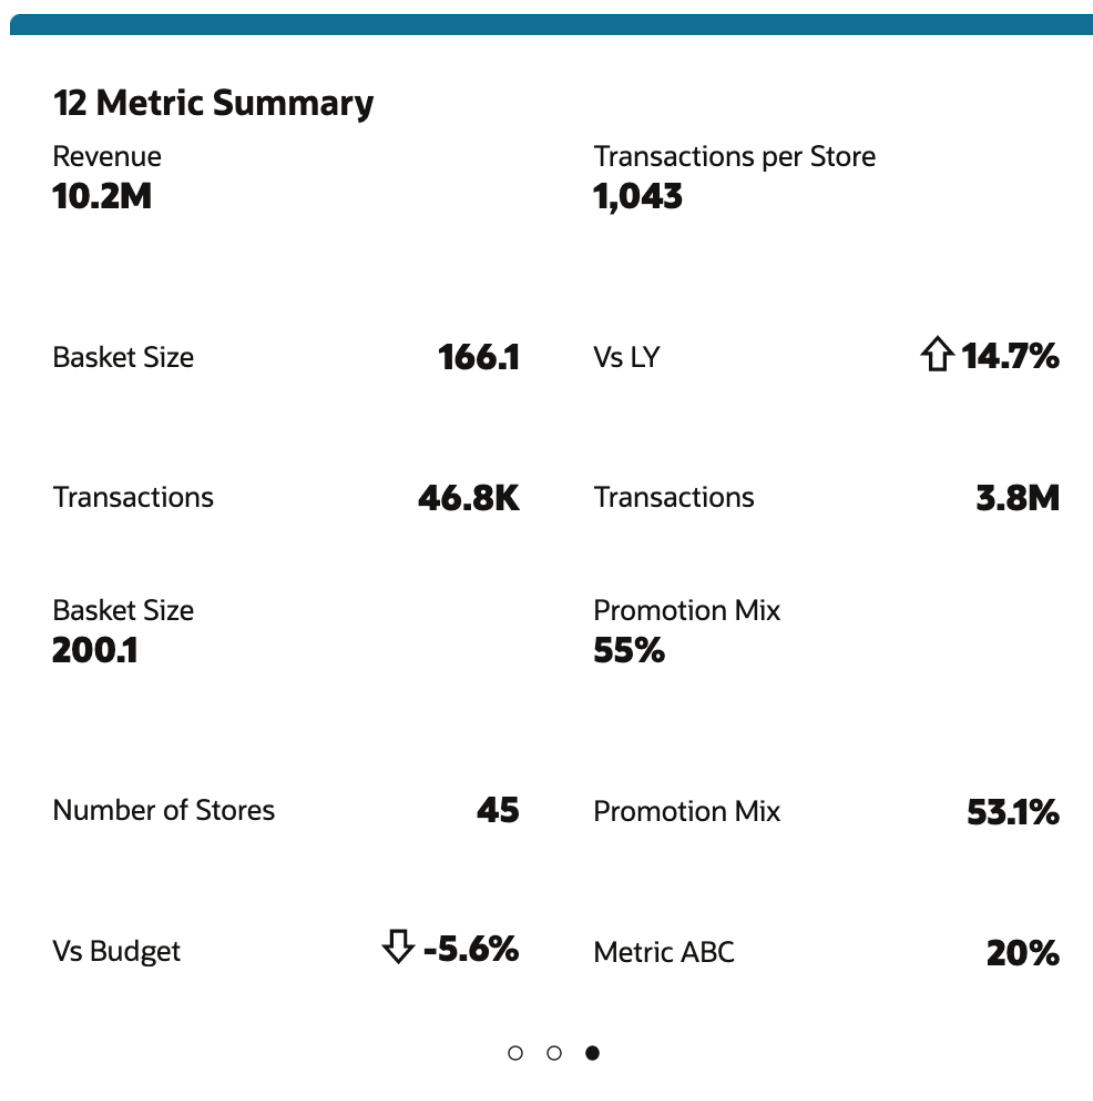 12 Metric Summary
Revenue
10.2M
Transactions per Store
1,043
Basket Size 166.1
Vs LY 14.7%
Transactions 46.8K
Transactions 3.8M
Basket Size
200.1
Promotion Mix
55%
Number of Stores 45
Promotion Mix 53.1%
Vs Budget -5.6%
Metric ABC 20%